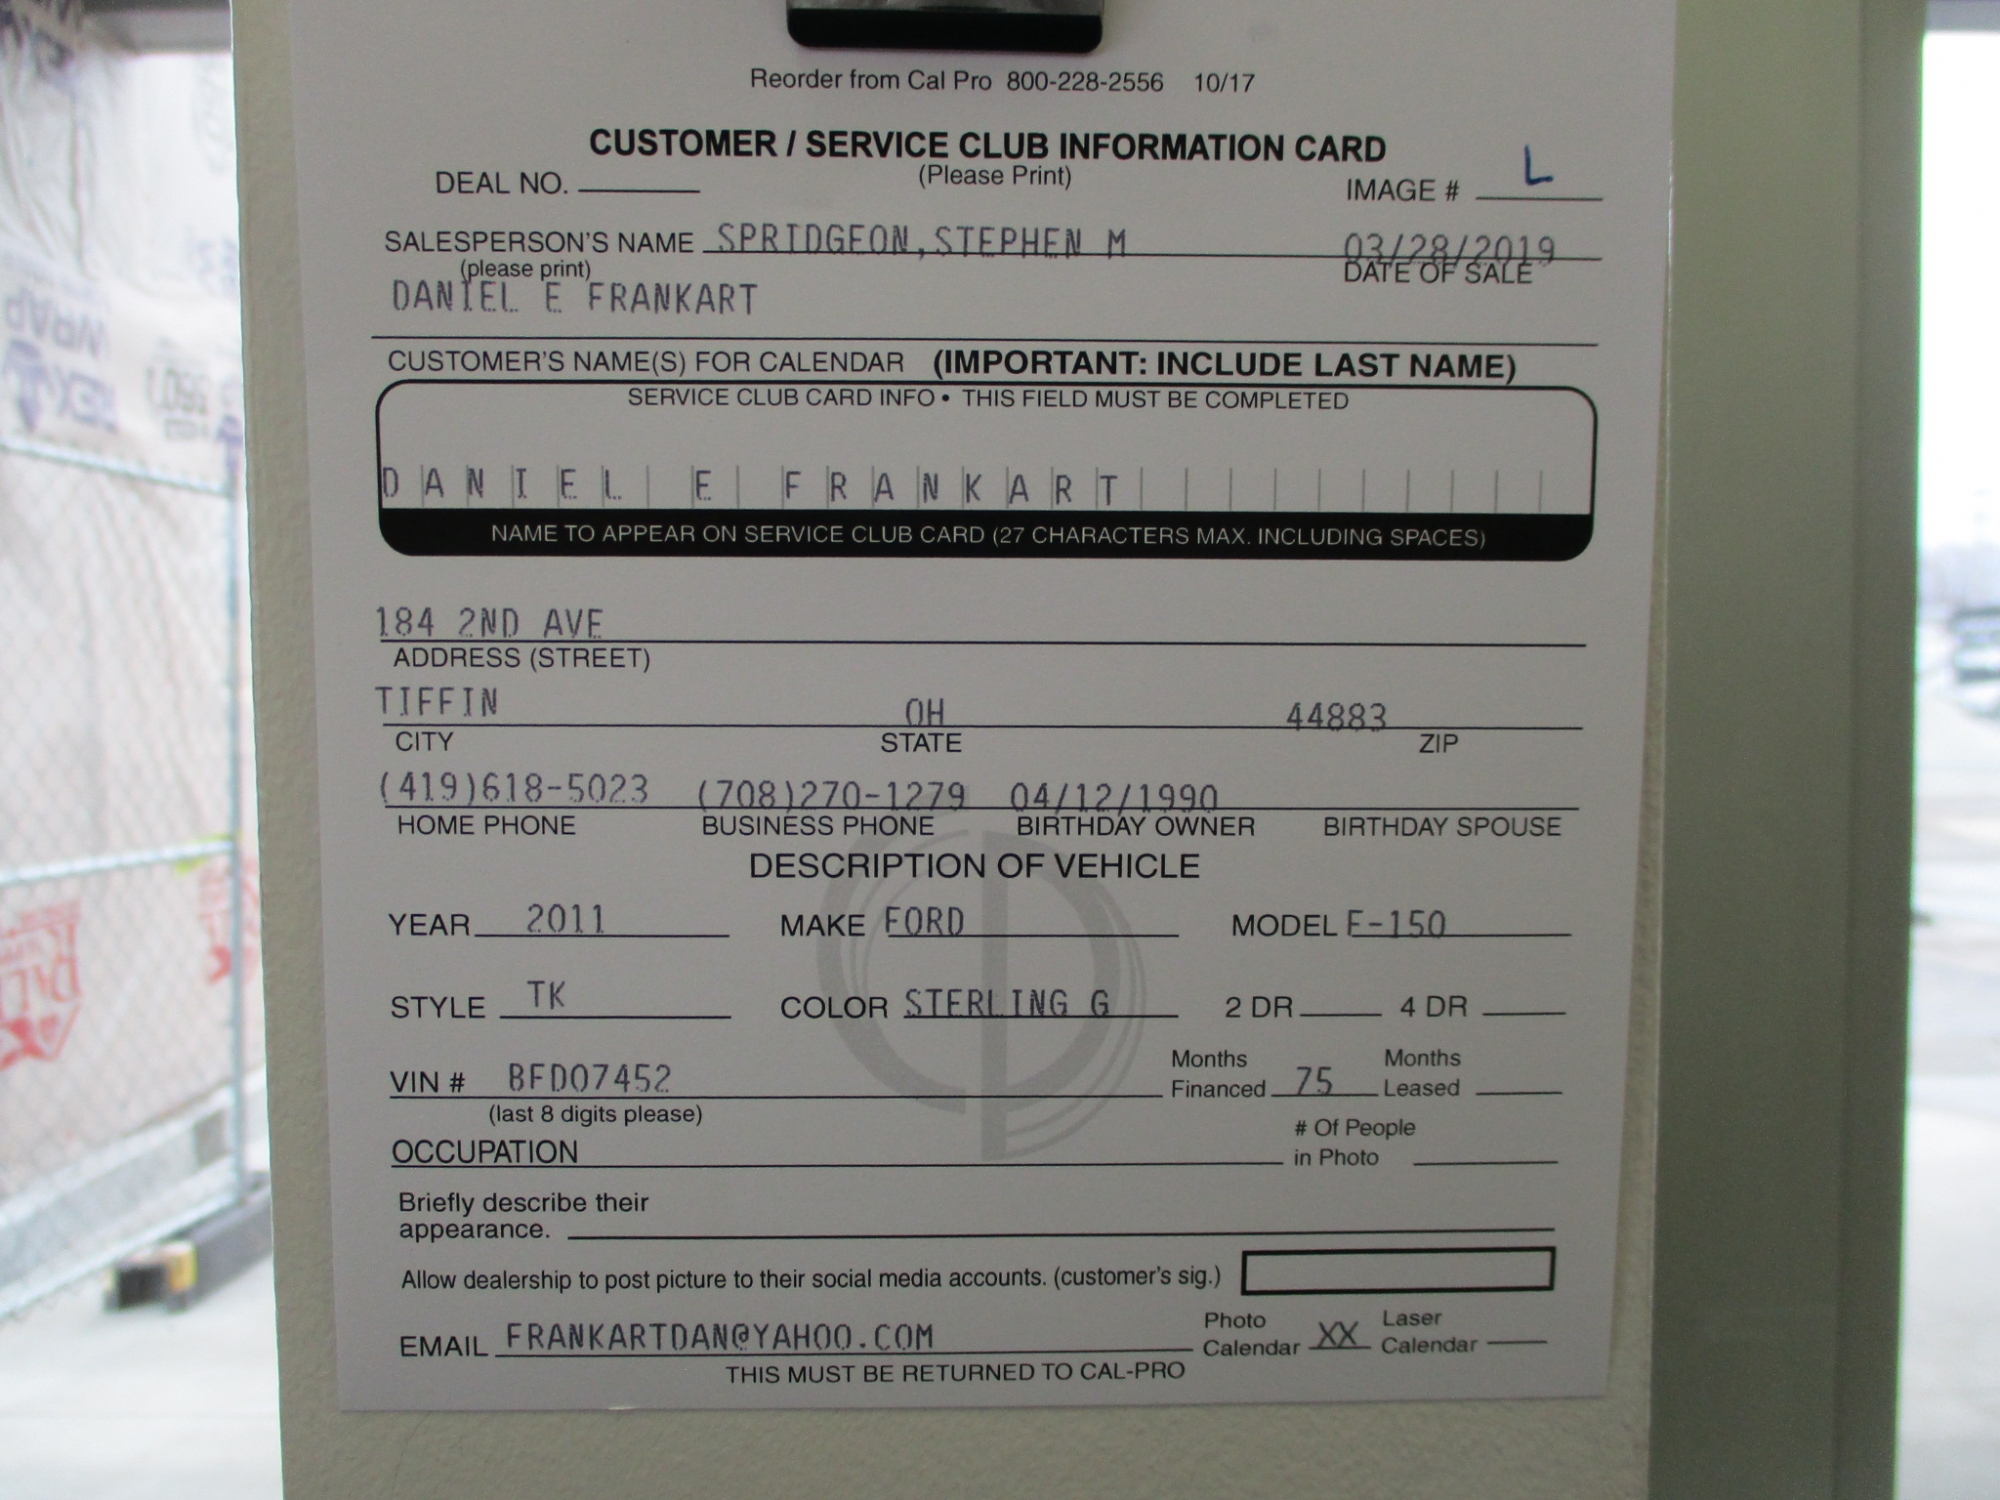 Reorder from Cal Pro 800-228-2556 10/17
CUSTOMER / SERVICE CLUB INFORMATION CARD
(Please Print)
DEAL NO. IMAGE # L
SALESPERSON'S NAME SPRIDGEON,STEPHEN M 03/28/2019
(please print) DATE OF SALE
DANIEL E FRANKART
CUSTOMER'S NAME(S) FOR CALENDAR (IMPORTANT: INCLUDE LAST NAME)
SERVICE CLUB CARD INFO • THIS FIELD MUST BE COMPLETED
DANIEL E FRANKART
NAME TO APPEAR ON SERVICE CLUB CARD (27 CHARACTERS MAX. INCLUDING SPACES)
184 2ND AVE
ADDRESS (STREET)
TIFFIN OH 44883
CITY STATE ZIP
(419)618-5023 (708)270-1279 04/12/1990
HOME PHONE BUSINESS PHONE BIRTHDAY OWNER BIRTHDAY SPOUSE
DESCRIPTION OF VEHICLE
YEAR 2011 MAKE FORD MODEL F-150
STYLE TK COLOR STERLING G 2 DR 4 DR
Months Months
VIN # BFD07452 Financed 75 Leased
(last 8 digits please)
# Of People
OCCUPATION in Photo
Briefly describe their
appearance.
Allow dealership to post picture to their social media accounts. (customer's sig.)
Photo Laser
EMAIL FRANKARTDAN@YAHOO.COM Calendar XX Calendar
THIS MUST BE RETURNED TO CAL-PRO